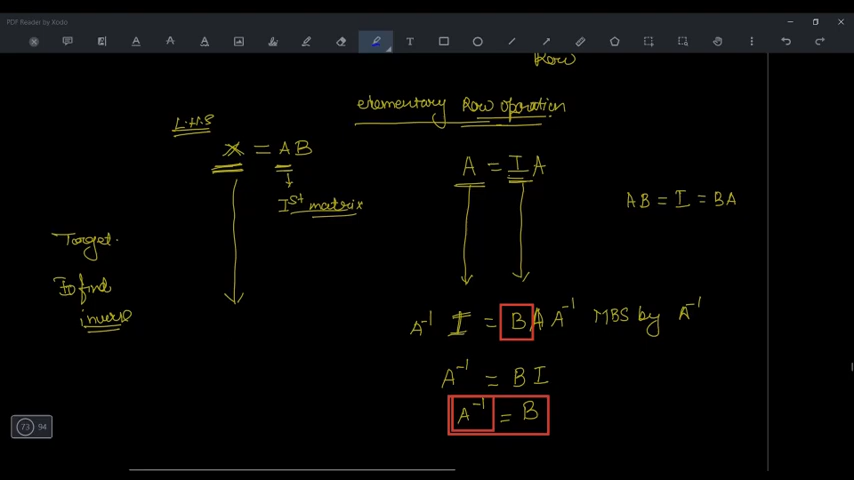 PDF Reader by Xodo
Row
elementary Row operation
L.H.S
X = AB
A = IA
Ist matrix
AB = I = BA
Target.
To find
inverse
A⁻¹ I = B A A⁻¹ MBS by A⁻¹
A⁻¹ = B I
A⁻¹ = B
73 94